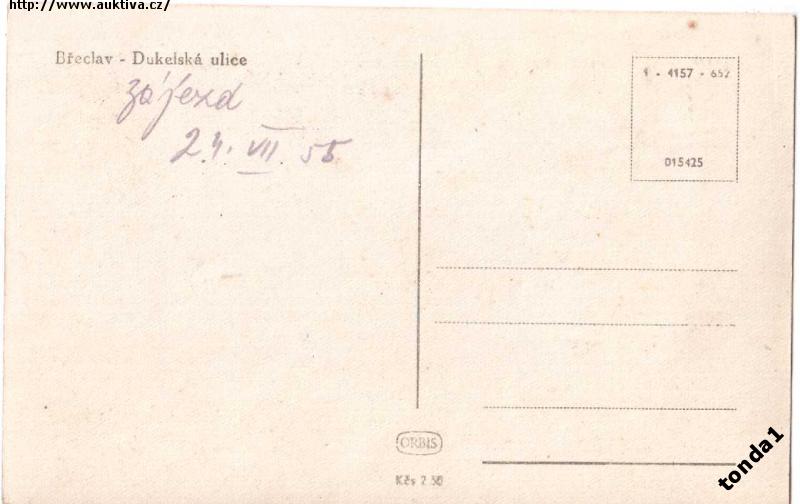 http://www.auktiva.cz/
Břeclav - Dukelská ulice
zájezd
24. VII. 55
1 - 4157 - 652
015425
ORBIS
Kčs 2.50
tonda1